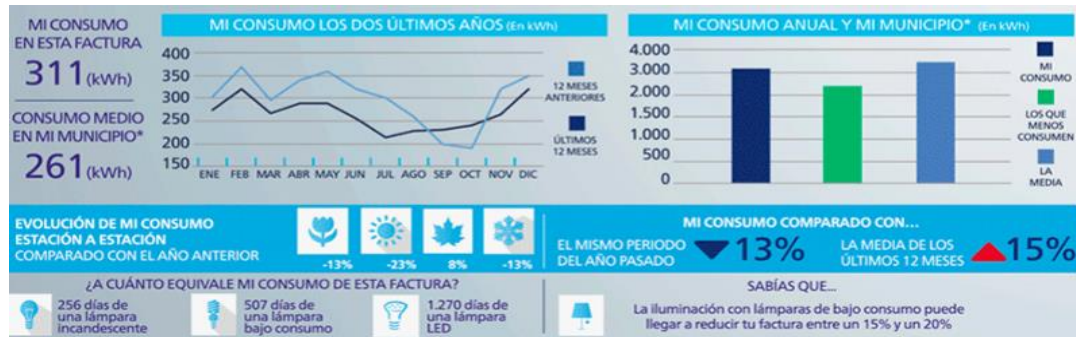 MI CONSUMO
EN ESTA FACTURA
311 (kWh)
CONSUMO MEDIO
EN MI MUNICIPIO*
261 (kWh)
MI CONSUMO LOS DOS ÚLTIMOS AÑOS (En kWh)
400
350
300
250
200
150
ENE FEB MAR ABR MAY JUN JUL AGO SEP OCT NOV DIC
12 MESES
ANTERIORES
ÚLTIMOS
12 MESES
MI CONSUMO ANUAL Y MI MUNICIPIO* (En kWh)
4.000
3.000
2.000
1.500
1.000
500
0
MI
CONSUMO
LOS QUE
MENOS
CONSUMEN
LA
MEDIA
EVOLUCIÓN DE MI CONSUMO
ESTACIÓN A ESTACIÓN
COMPARADO CON EL AÑO ANTERIOR
-13% -23% 8% -13%
MI CONSUMO COMPARADO CON...
EL MISMO PERIODO
DEL AÑO PASADO
13%
LA MEDIA DE LOS
ÚLTIMOS 12 MESES
15%
¿A CUÁNTO EQUIVALE MI CONSUMO DE ESTA FACTURA?
256 días de
una lámpara
incandescente
507 días de
una lámpara
bajo consumo
1.270 días de
una lámpara
LED
SABÍAS QUE...
La iluminación con lámparas de bajo consumo puede
llegar a reducir tu factura entre un 15% y un 20%